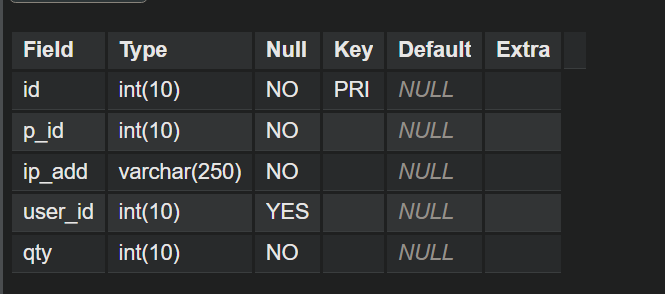 Field Type Null Key Default Extra
id int(10) NO PRI NULL
p_id int(10) NO NULL
ip_add varchar(250) NO NULL
user_id int(10) YES NULL
qty int(10) NO NULL